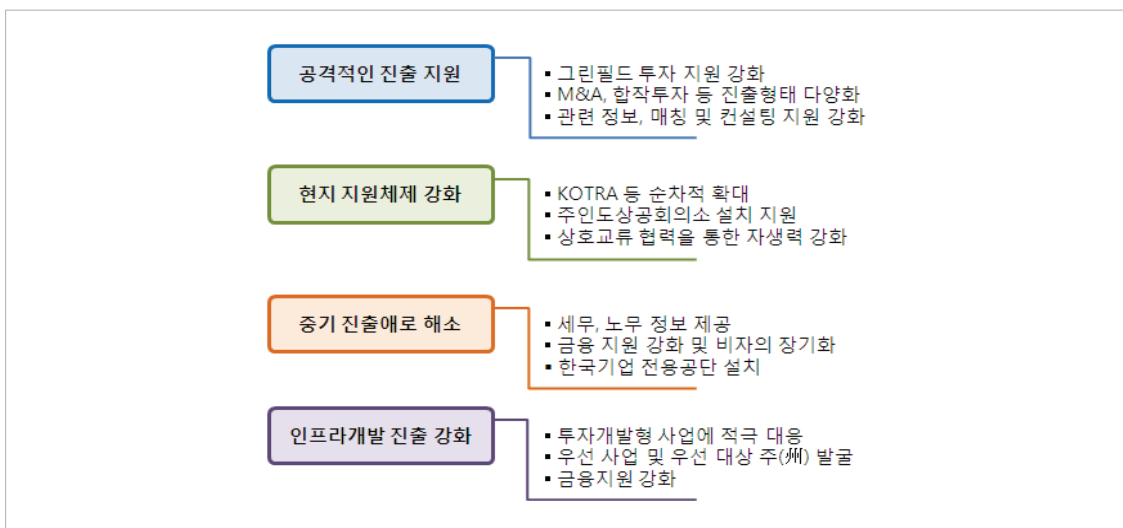 공격적인 진출 지원
▪ 그린필드 투자 지원 강화
▪ M&A, 합작투자 등 진출형태 다양화
▪ 관련 정보, 매칭 및 컨설팅 지원 강화
현지 지원체제 강화
▪ KOTRA 등 순차적 확대
▪ 주인도상공회의소 설치 지원
▪ 상호교류 협력을 통한 자생력 강화
중기 진출애로 해소
▪ 세무, 노무 정보 제공
▪ 금융 지원 강화 및 비자의 장기화
▪ 한국기업 전용공단 설치
인프라개발 진출 강화
▪ 투자개발형 사업에 적극 대응
▪ 우선 사업 및 우선 대상 주(州) 발굴
▪ 금융지원 강화